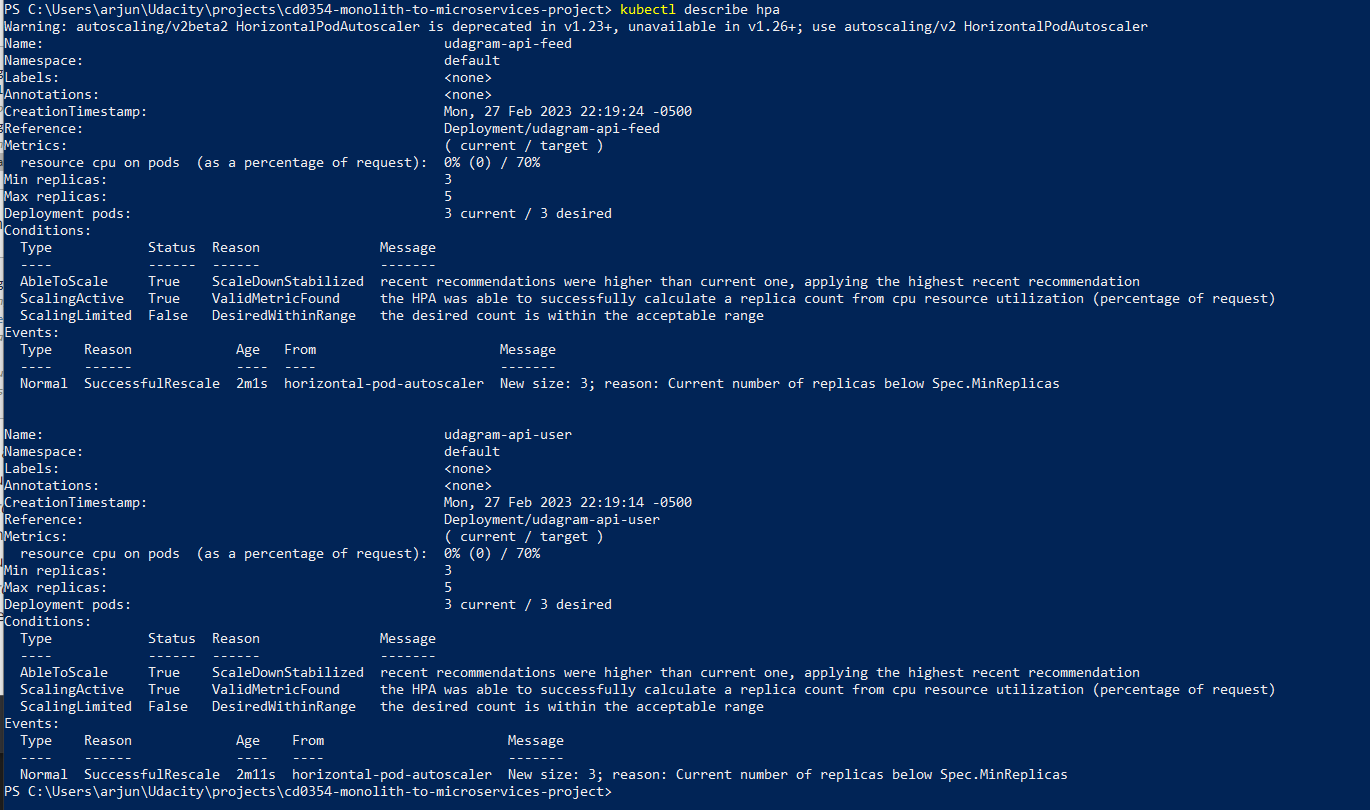 PS C:\Users\arjun\Udacity\projects\cd0354-monolith-to-microservices-project> kubectl describe hpa
Warning: autoscaling/v2beta2 HorizontalPodAutoscaler is deprecated in v1.23+, unavailable in v1.26+; use autoscaling/v2 HorizontalPodAutoscaler
Name:                                                  udagram-api-feed
Namespace:                                             default
Labels:                                                <none>
Annotations:                                           <none>
CreationTimestamp:                                     Mon, 27 Feb 2023 22:19:24 -0500
Reference:                                             Deployment/udagram-api-feed
Metrics:                                               ( current / target )
  resource cpu on pods  (as a percentage of request):  0% (0) / 70%
Min replicas:                                          3
Max replicas:                                          5
Deployment pods:                                       3 current / 3 desired
Conditions:
  Type            Status  Reason               Message
  ----            ------  ------               -------
  AbleToScale     True    ScaleDownStabilized  recent recommendations were higher than current one, applying the highest recent recommendation
  ScalingActive   True    ValidMetricFound     the HPA was able to successfully calculate a replica count from cpu resource utilization (percentage of request)
  ScalingLimited  False   DesiredWithinRange   the desired count is within the acceptable range
Events:
  Type    Reason             Age   From                       Message
  ----    ------             ----  ----                       -------
  Normal  SuccessfulRescale  2m1s  horizontal-pod-autoscaler  New size: 3; reason: Current number of replicas below Spec.MinReplicas
Name:                                                  udagram-api-user
Namespace:                                             default
Labels:                                                <none>
Annotations:                                           <none>
CreationTimestamp:                                     Mon, 27 Feb 2023 22:19:14 -0500
Reference:                                             Deployment/udagram-api-user
Metrics:                                               ( current / target )
  resource cpu on pods  (as a percentage of request):  0% (0) / 70%
Min replicas:                                          3
Max replicas:                                          5
Deployment pods:                                       3 current / 3 desired
Conditions:
  Type            Status  Reason               Message
  ----            ------  ------               -------
  AbleToScale     True    ScaleDownStabilized  recent recommendations were higher than current one, applying the highest recent recommendation
  ScalingActive   True    ValidMetricFound     the HPA was able to successfully calculate a replica count from cpu resource utilization (percentage of request)
  ScalingLimited  False   DesiredWithinRange   the desired count is within the acceptable range
Events:
  Type    Reason             Age    From                       Message
  ----    ------             ----   ----                       -------
  Normal  SuccessfulRescale  2m11s  horizontal-pod-autoscaler  New size: 3; reason: Current number of replicas below Spec.MinReplicas
PS C:\Users\arjun\Udacity\projects\cd0354-monolith-to-microservices-project>